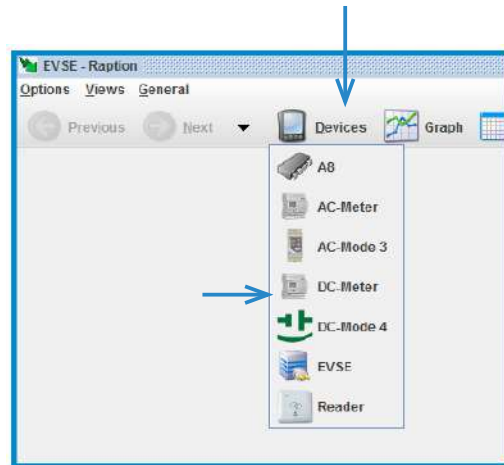 EVSE - Raption
Options Views General
Previous Next Devices Graph
A8
AC-Meter
AC-Mode 3
DC-Meter
DC-Mode 4
EVSE
Reader